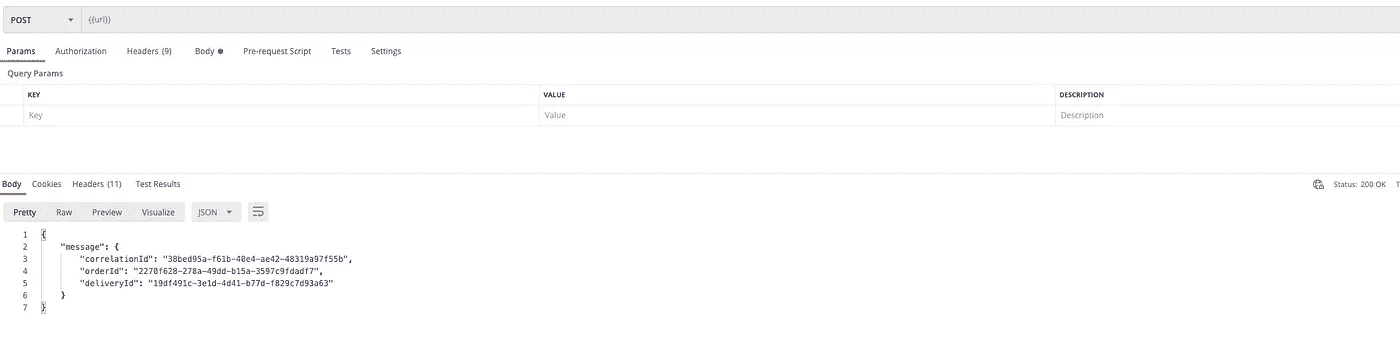 POST {{url}}
Params Authorization Headers (9) Body Pre-request Script Tests Settings
Query Params
KEY VALUE DESCRIPTION
Key Value Description
Body Cookies Headers (11) Test Results Status: 200 OK T
Pretty Raw Preview Visualize JSON
1 {
2 "message": {
3 "correlationId": "38bed95a-f61b-40e4-ae42-48319a97f55b",
4 "orderId": "2270f628-278a-49dd-b15a-3597c9fdadf7",
5 "deliveryId": "19df491c-3e1d-4d41-b77d-f829c7d93a63"
6 }
7 }